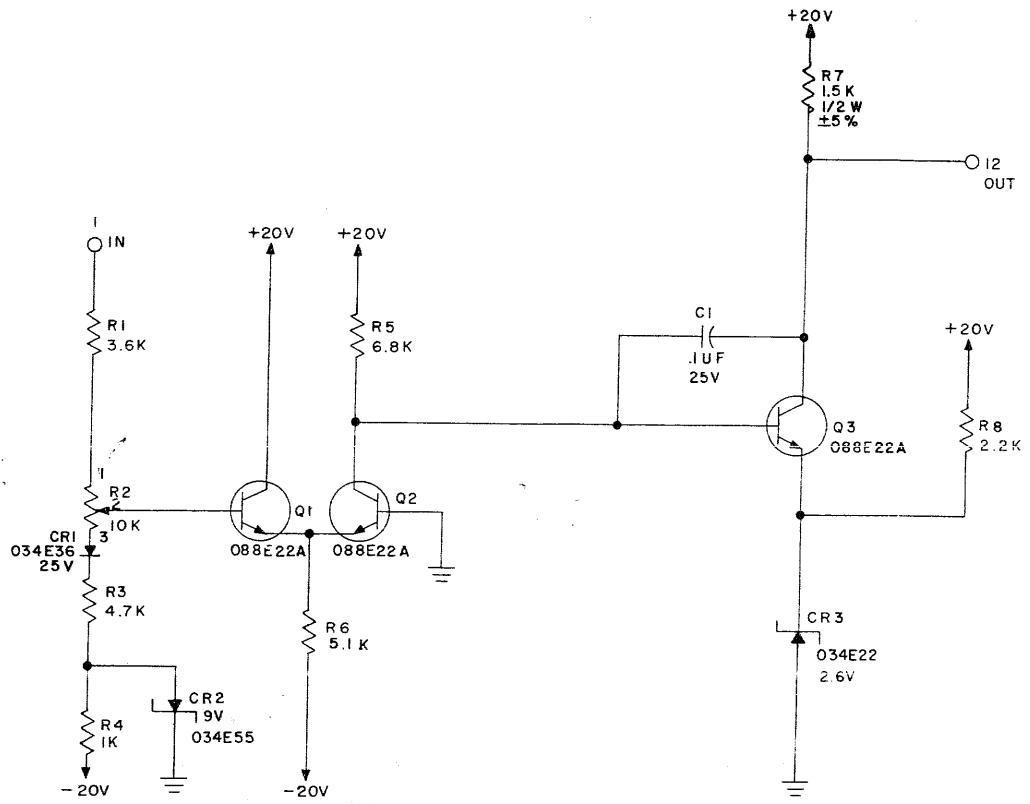 +20V
R7
1.5K
1/2 W
±5%
12
OUT
1
IN
+20V
+20V
R1
3.6K
R5
6.8K
C1
.1UF
25V
+20V
Q3
088E22A
R8
2.2K
1
R2
2
10K
3
CR1
034E36
25V
Q1
088E22A
Q2
088E22A
R3
4.7K
R6
5.1K
CR3
034E22
2.6V
CR2
9V
034E55
R4
1K
-20V
-20V